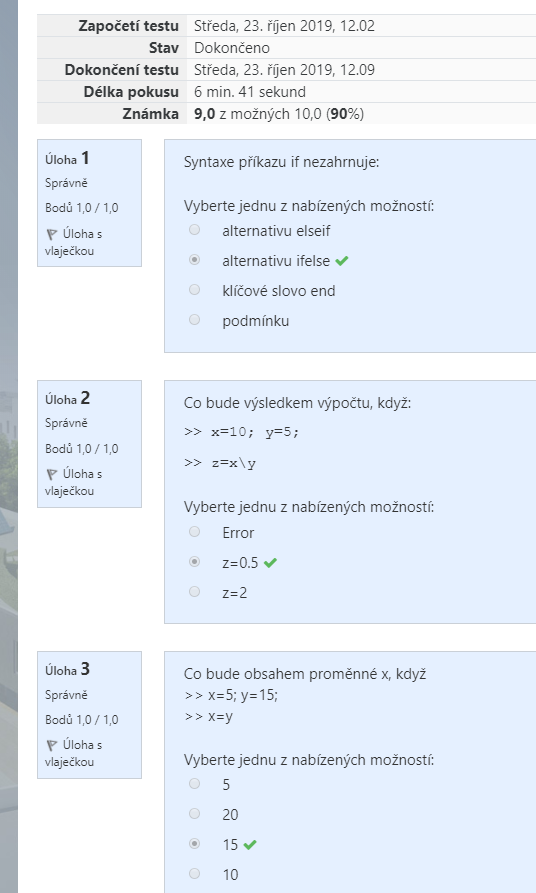 Započetí testu Středa, 23. říjen 2019, 12.02
Stav Dokončeno
Dokončení testu Středa, 23. říjen 2019, 12.09
Délka pokusu 6 min. 41 sekund
Známka 9,0 z možných 10,0 (90%)
Úloha 1
Správně
Bodů 1,0 / 1,0
Úloha s
vlaječkou
Syntaxe příkazu if nezahrnuje:
Vyberte jednu z nabízených možností:
alternativu elseif
alternativu ifelse
klíčové slovo end
podmínku
Úloha 2
Správně
Bodů 1,0 / 1,0
Úloha s
vlaječkou
Co bude výsledkem výpočtu, když:
>> x=10; y=5;
>> z=x\y
Vyberte jednu z nabízených možností:
Error
z=0.5
z=2
Úloha 3
Správně
Bodů 1,0 / 1,0
Úloha s
vlaječkou
Co bude obsahem proměnné x, když
>> x=5; y=15;
>> x=y
Vyberte jednu z nabízených možností:
5
20
15
10